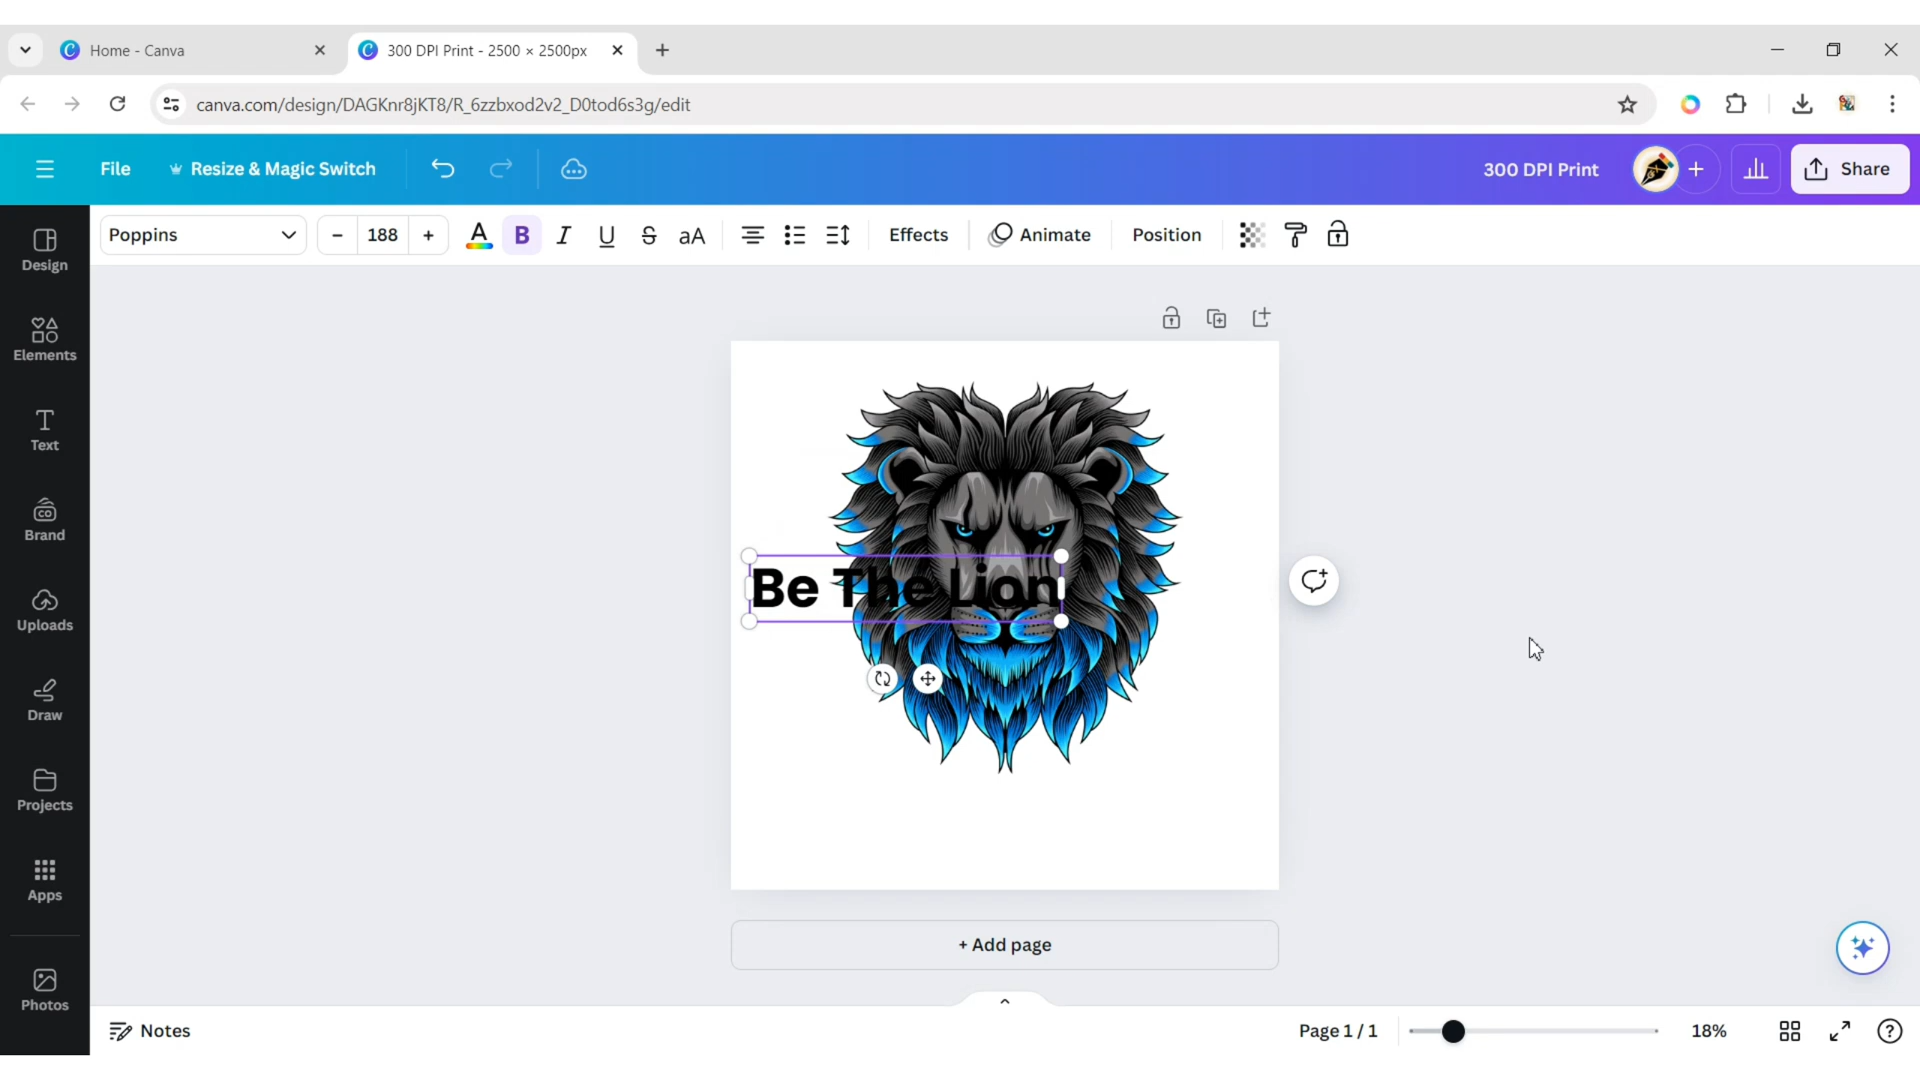 Home - Canva
300 DPI Print - 2500 × 2500px
canva.com/design/DAGKnr8jKT8/R_6zzbxod2v2_D0tod6s3g/edit
File
Resize & Magic Switch
300 DPI Print
Share
Poppins
188
A
B
I
U
S
aA
Effects
Animate
Position
Design
Elements
Text
Brand
Uploads
Draw
Projects
Apps
Photos
Be The Lion
+ Add page
Notes
Page 1 / 1
18%